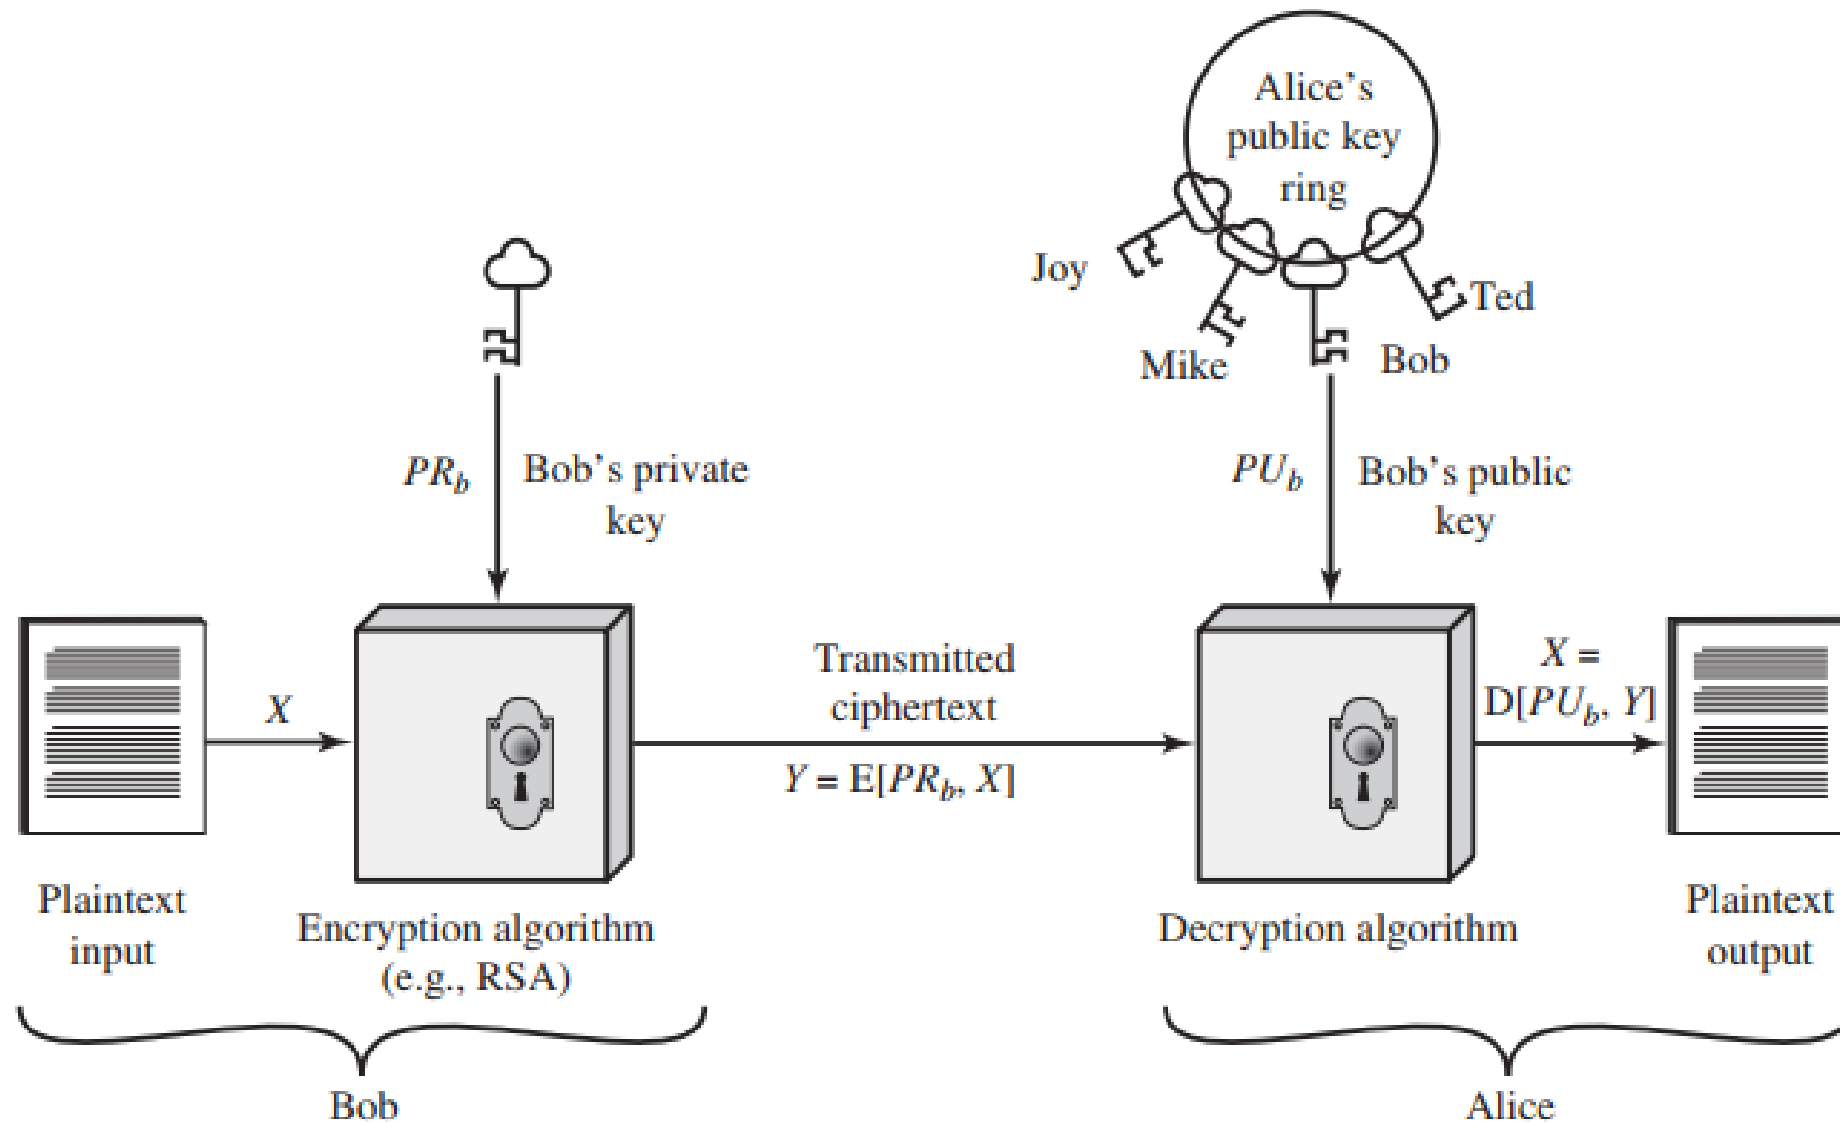 Alice's
public key
ring
Joy
Ted
Mike
Bob
PR_b
Bob's private
key
PU_b
Bob's public
key
X
Transmitted
ciphertext
Y = E[PR_b, X]
X =
D[PU_b, Y]
Plaintext
input
Encryption algorithm
(e.g., RSA)
Decryption algorithm
Plaintext
output
Bob
Alice